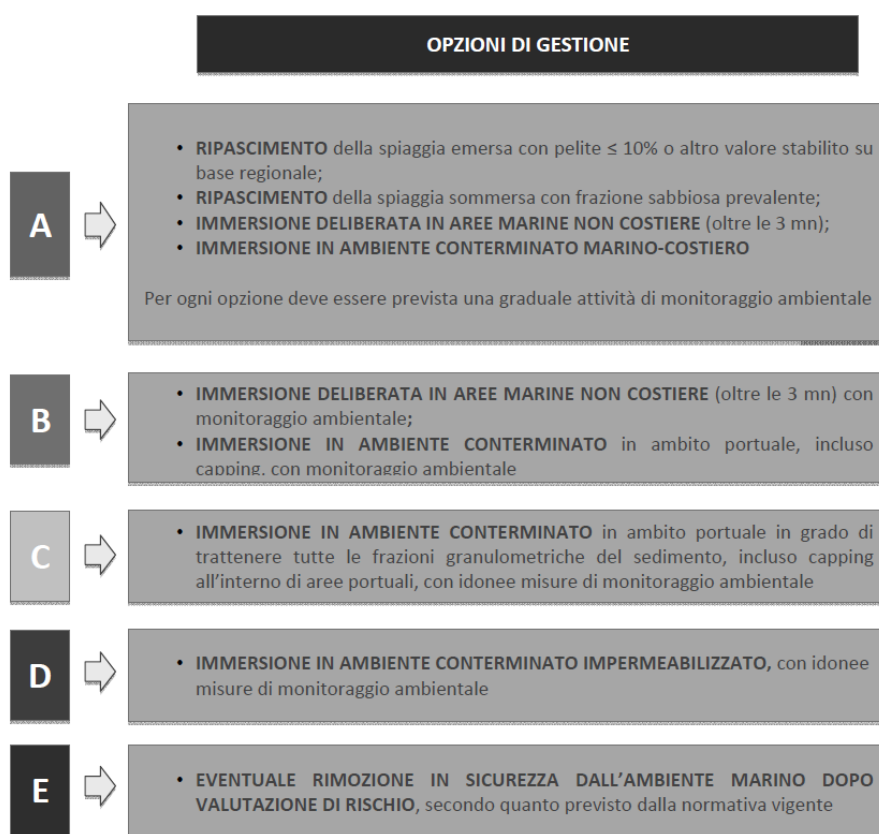 OPZIONI DI GESTIONE
A
• RIPASCIMENTO della spiaggia emersa con pelite ≤ 10% o altro valore stabilito su
base regionale;
• RIPASCIMENTO della spiaggia sommersa con frazione sabbiosa prevalente;
• IMMERSIONE DELIBERATA IN AREE MARINE NON COSTIERE (oltre le 3 mn);
• IMMERSIONE IN AMBIENTE CONTERMINATO MARINO-COSTIERO
Per ogni opzione deve essere prevista una graduale attività di monitoraggio ambientale
B
• IMMERSIONE DELIBERATA IN AREE MARINE NON COSTIERE (oltre le 3 mn) con
monitoraggio ambientale;
• IMMERSIONE IN AMBIENTE CONTERMINATO in ambito portuale, incluso
capping, con monitoraggio ambientale
C
• IMMERSIONE IN AMBIENTE CONTERMINATO in ambito portuale in grado di
trattenere tutte le frazioni granulometriche del sedimento, incluso capping
all'interno di aree portuali, con idonee misure di monitoraggio ambientale
D
• IMMERSIONE IN AMBIENTE CONTERMINATO IMPERMEABILIZZATO, con idonee
misure di monitoraggio ambientale
E
• EVENTUALE RIMOZIONE IN SICUREZZA DALL'AMBIENTE MARINO DOPO
VALUTAZIONE DI RISCHIO, secondo quanto previsto dalla normativa vigente